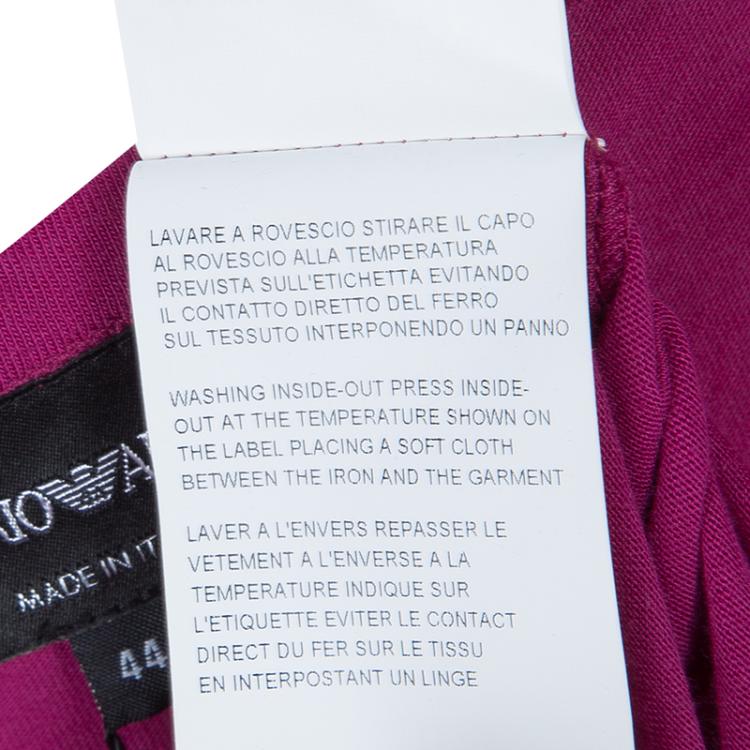 LAVARE A ROVESCIO STIRARE IL CAPO
AL ROVESCIO ALLA TEMPERATURA
PREVISTA SULL'ETICHETTA EVITANDO
IL CONTATTO DIRETTO DEL FERRO
SUL TESSUTO INTERPONENDO UN PANNO
WASHING INSIDE-OUT PRESS INSIDE-
OUT AT THE TEMPERATURE SHOWN ON
THE LABEL PLACING A SOFT CLOTH
BETWEEN THE IRON AND THE GARMENT
LAVER A L'ENVERS REPASSER LE
VETEMENT A L'ENVERSE A LA
TEMPERATURE INDIQUE SUR
L'ETIQUETTE EVITER LE CONTACT
DIRECT DU FER SUR LE TISSU
EN INTERPOSTANT UN LINGE
MADE IN IT
44